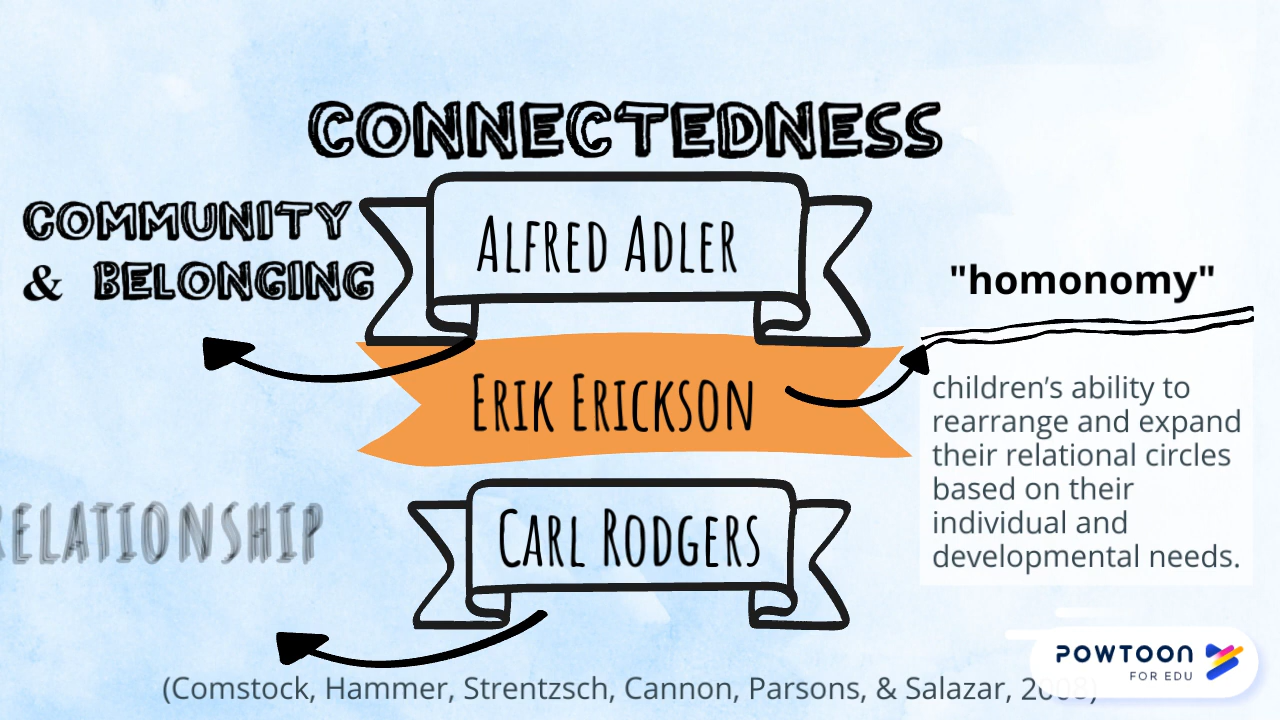 CONNECTEDNESS
COMMUNITY
& BELONGING
ALFRED ADLER
"homonomy"
ERIK ERICKSON
children's ability to
rearrange and expand
their relational circles
based on their
individual and
developmental needs.
RELATIONSHIP
CARL RODGERS
POWTOON
FOR EDU
(Comstock, Hammer, Strentzsch, Cannon, Parsons, & Salazar, 2008)